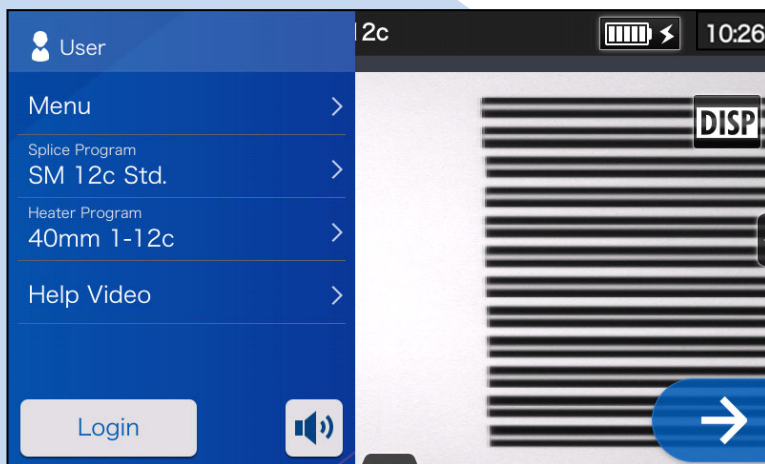 User
12c
10:26
Menu
DISP
Splice Program
SM 12c Std.
Heater Program
40mm 1-12c
Help Video
Login